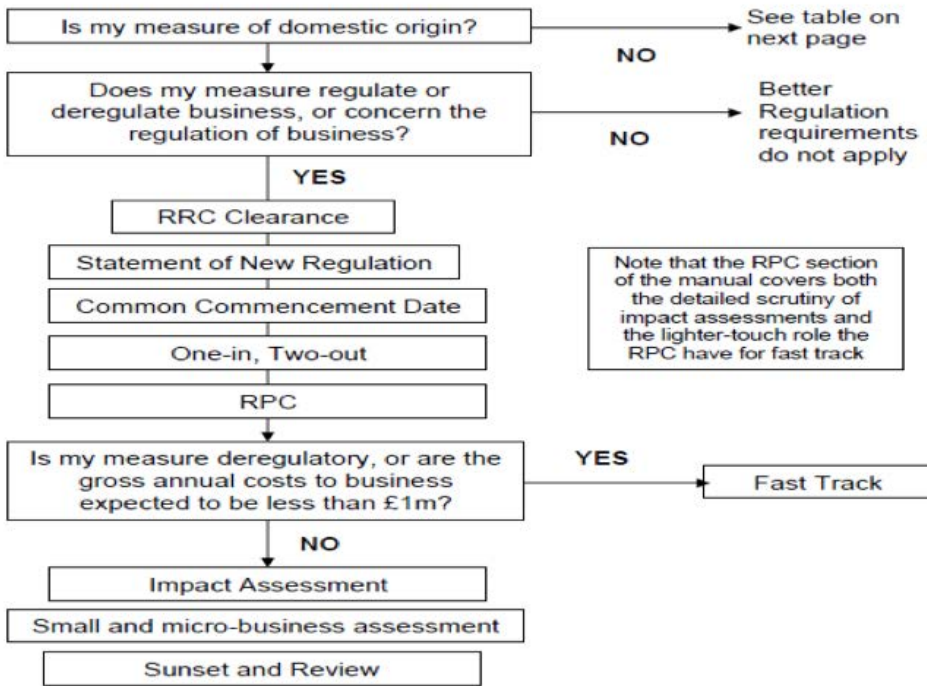 Is my measure of domestic origin?
NO
See table on
next page
Does my measure regulate or
deregulate business, or concern the
regulation of business?
NO
Better
Regulation
requirements
do not apply
YES
RRC Clearance
Statement of New Regulation
Common Commencement Date
One-in, Two-out
RPC
Note that the RPC section
of the manual covers both
the detailed scrutiny of
impact assessments and
the lighter-touch role the
RPC have for fast track
Is my measure deregulatory, or are the
gross annual costs to business
expected to be less than £1m?
YES
Fast Track
NO
Impact Assessment
Small and micro-business assessment
Sunset and Review